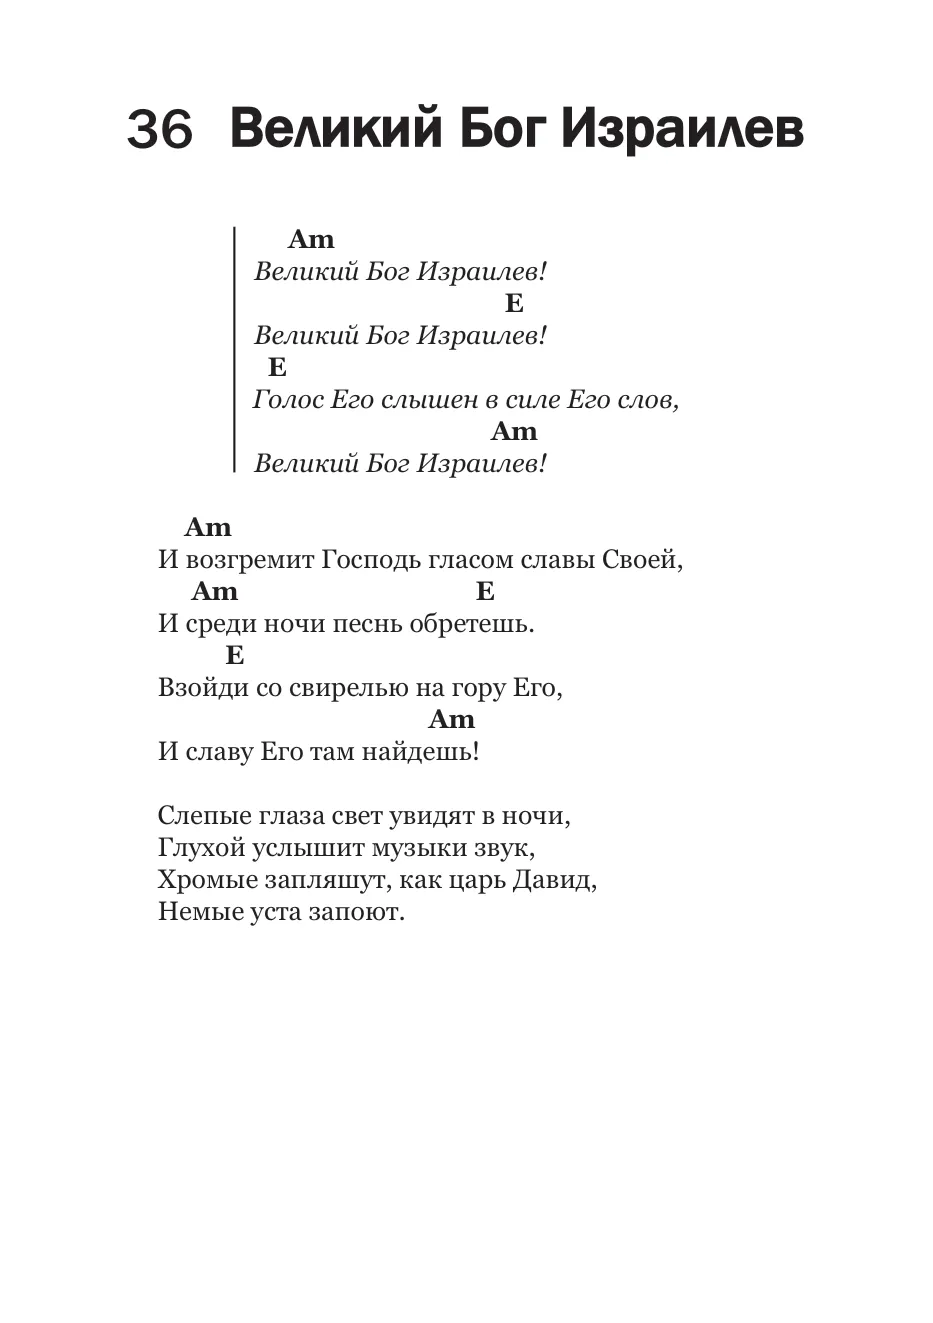 36 Великий Бог Израилев
Am
Великий Бог Израилев!
E
Великий Бог Израилев!
E
Голос Его слышен в силе Его слов,
Am
Великий Бог Израилев!
Am
И возгремит Господь гласом славы Своей,
Am E
И среди ночи песнь обретешь.
E
Взойди со свирелью на гору Его,
Am
И славу Его там найдешь!
Слепые глаза свет увидят в ночи,
Глухой услышит музыки звук,
Хромые запляшут, как царь Давид,
Немые уста запоют.